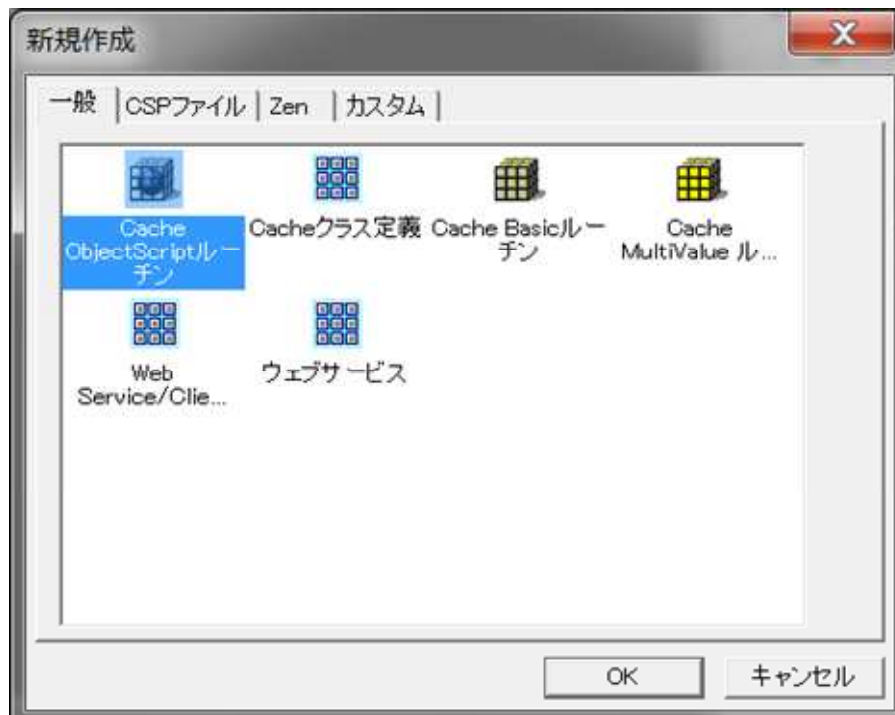 新規作成
一般 CSPファイル Zen カスタム
Cache
ObjectScriptルー
チン
Cacheクラス定義
Cache Basicルー
チン
Cache
MultiValue ル...
Web
Service/Clie...
ウェブサービス
OK キャンセル